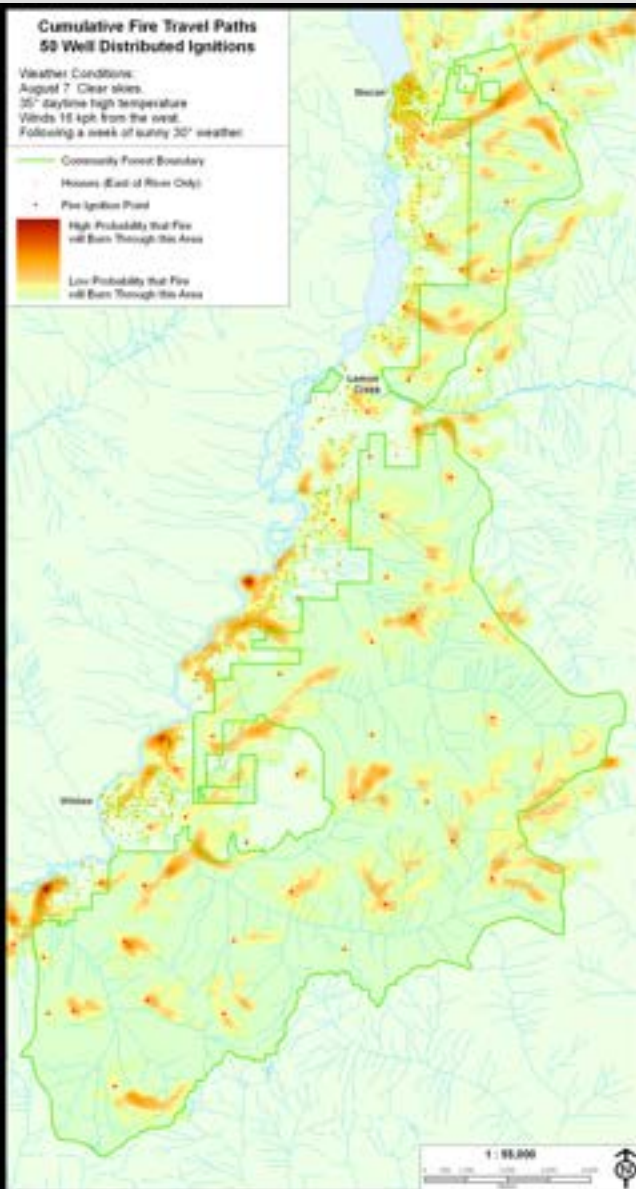 Cumulative Fire Travel Paths
50 Well Distributed Ignitions
Weather Conditions:
August 7. Clear skies.
35° daytime high temperature
Winds 16 kph from the west.
Following a week of sunny 30° weather.
Community Forest Boundary
Houses (East of River Only)
Fire Ignition Point
High Probability that Fire
will Burn Through this Area
Low Probability that Fire
will Burn Through this Area
Slocan
Lemon
Creek
Winlaw
1 : 55,000
N